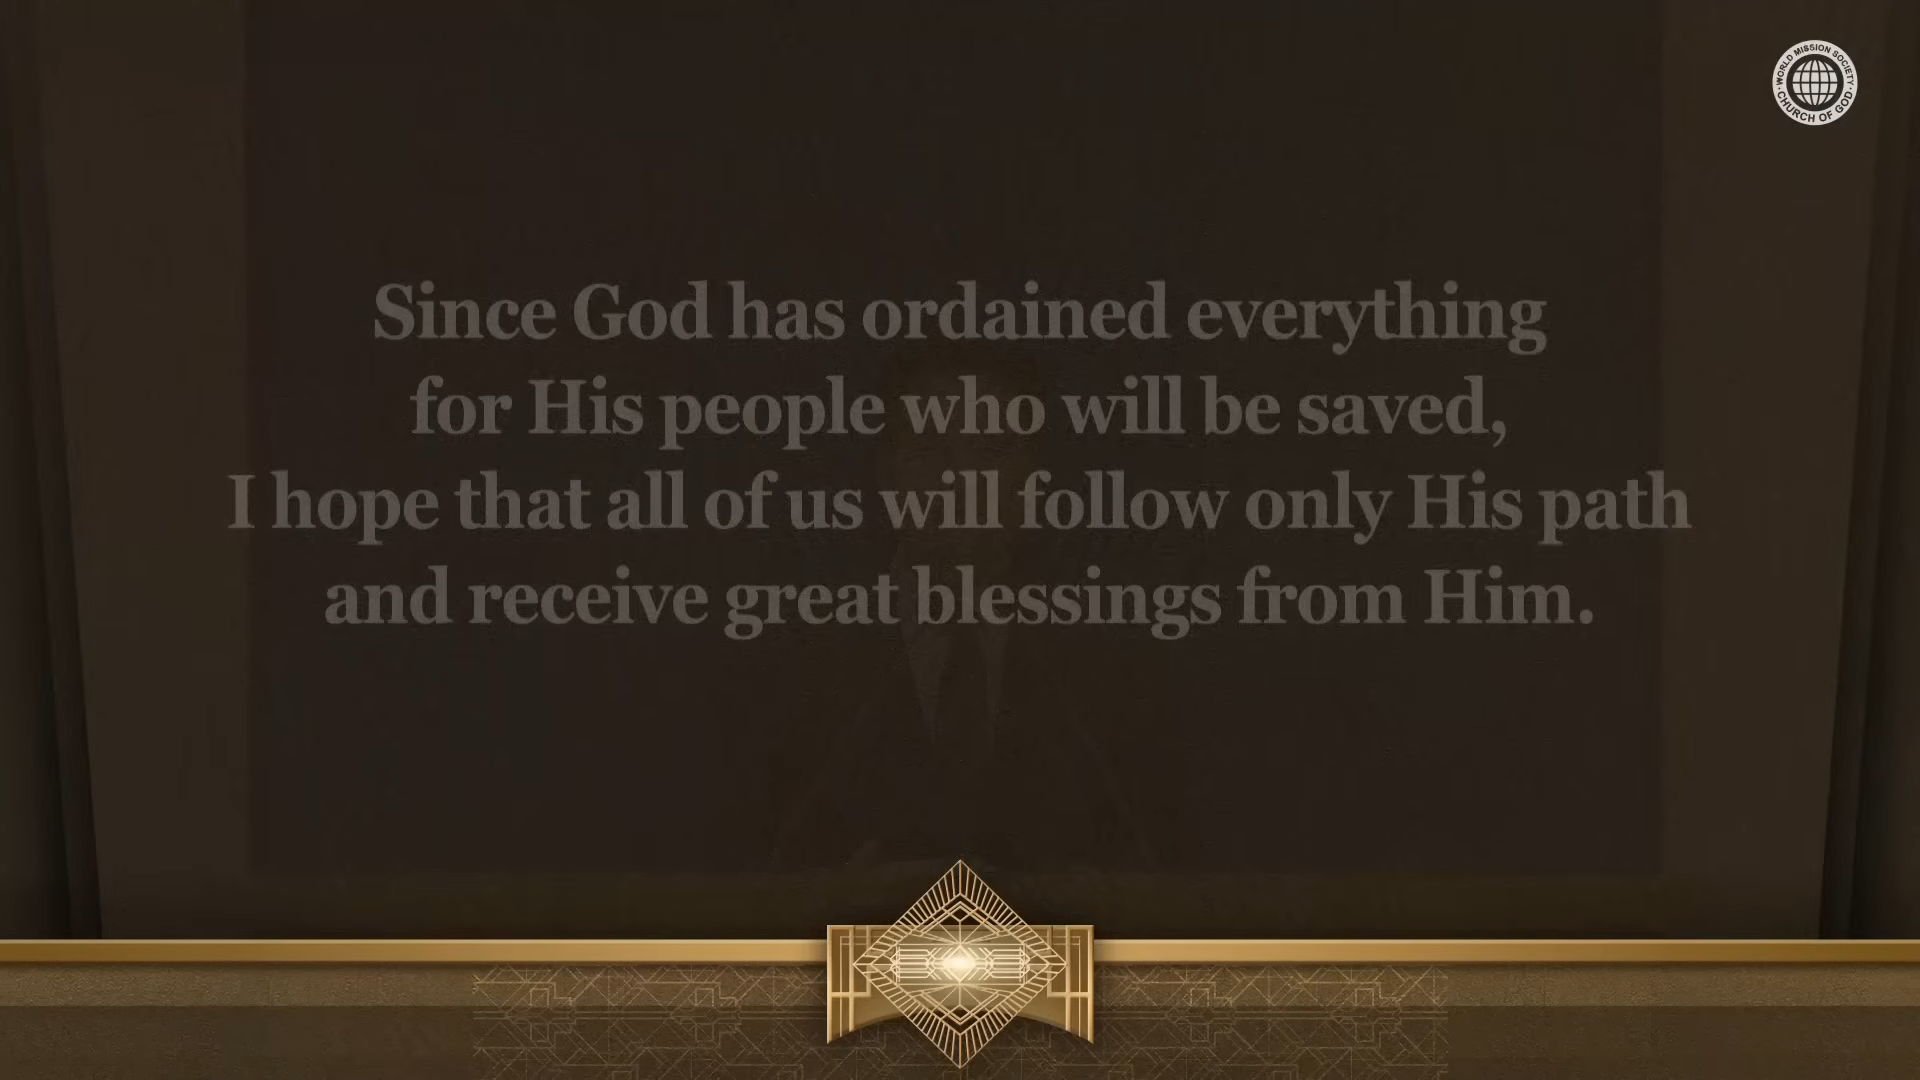 WORLD MISSION SOCIETY
CHURCH OF GOD
Since God has ordained everything
for His people who will be saved,
I hope that all of us will follow only His path
and receive great blessings from Him.